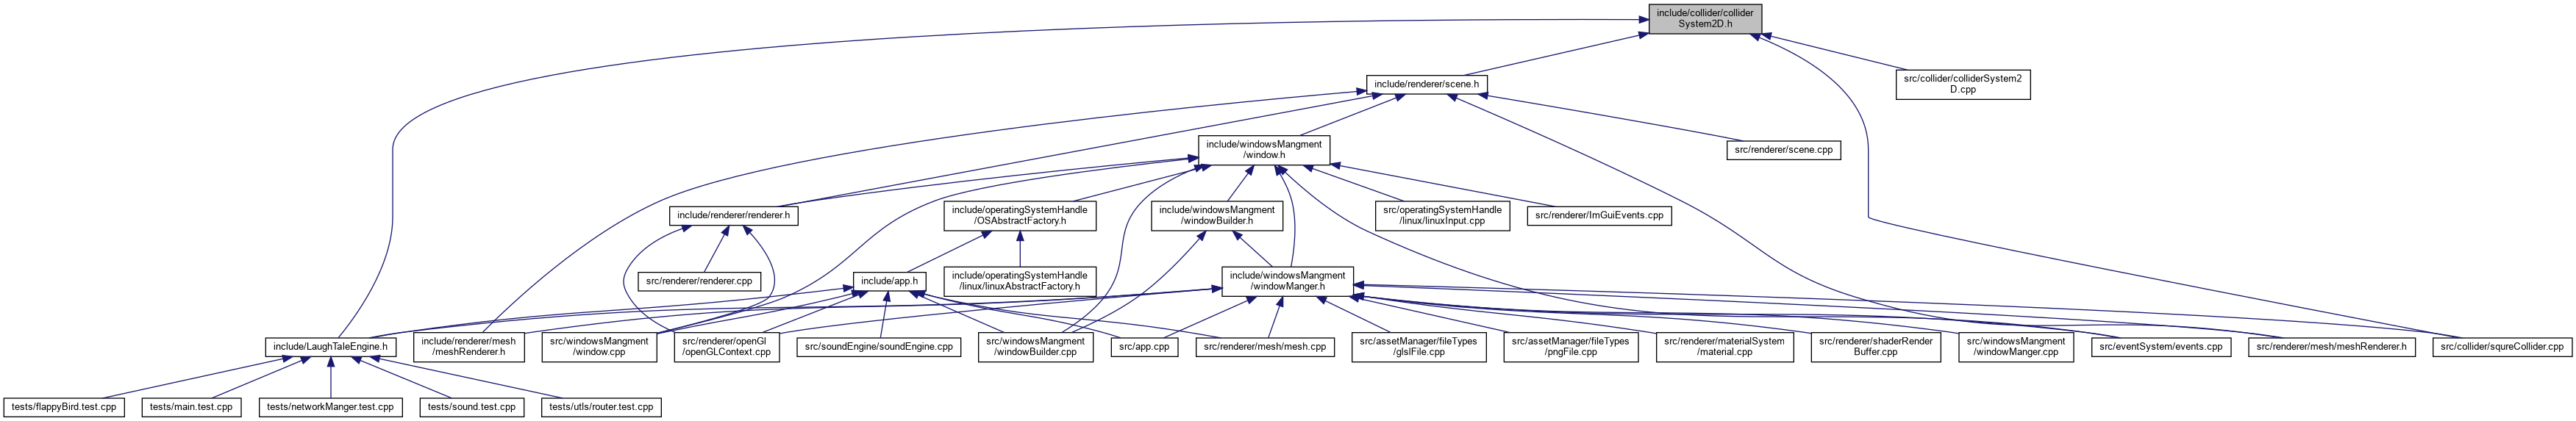 include/collider/collider
System2D.h
include/renderer/scene.h
src/collider/colliderSystem2
D.cpp
include/windowsMangment
/window.h
src/renderer/scene.cpp
include/renderer/renderer.h
include/operatingSystemHandle
/OSAbstractFactory.h
include/windowsMangment
/windowBuilder.h
src/operatingSystemHandle
/linux/linuxInput.cpp
src/renderer/ImGuiEvents.cpp
src/renderer/renderer.cpp
include/app.h
include/operatingSystemHandle
/linux/linuxAbstractFactory.h
include/windowsMangment
/windowManger.h
include/LaughTaleEngine.h
include/renderer/mesh
/meshRenderer.h
src/windowsMangment
/window.cpp
src/renderer/openGl
/openGLContext.cpp
src/soundEngine/soundEngine.cpp
src/windowsMangment
/windowBuilder.cpp
src/app.cpp
src/renderer/mesh/mesh.cpp
src/assetManager/fileTypes
/glslFile.cpp
src/assetManager/fileTypes
/pngFile.cpp
src/renderer/materialSystem
/material.cpp
src/renderer/shaderRender
Buffer.cpp
src/windowsMangment
/windowManger.cpp
src/eventSystem/events.cpp
src/renderer/mesh/meshRenderer.h
src/collider/squreCollider.cpp
tests/flappyBird.test.cpp
tests/main.test.cpp
tests/networkManger.test.cpp
tests/sound.test.cpp
tests/utls/router.test.cpp